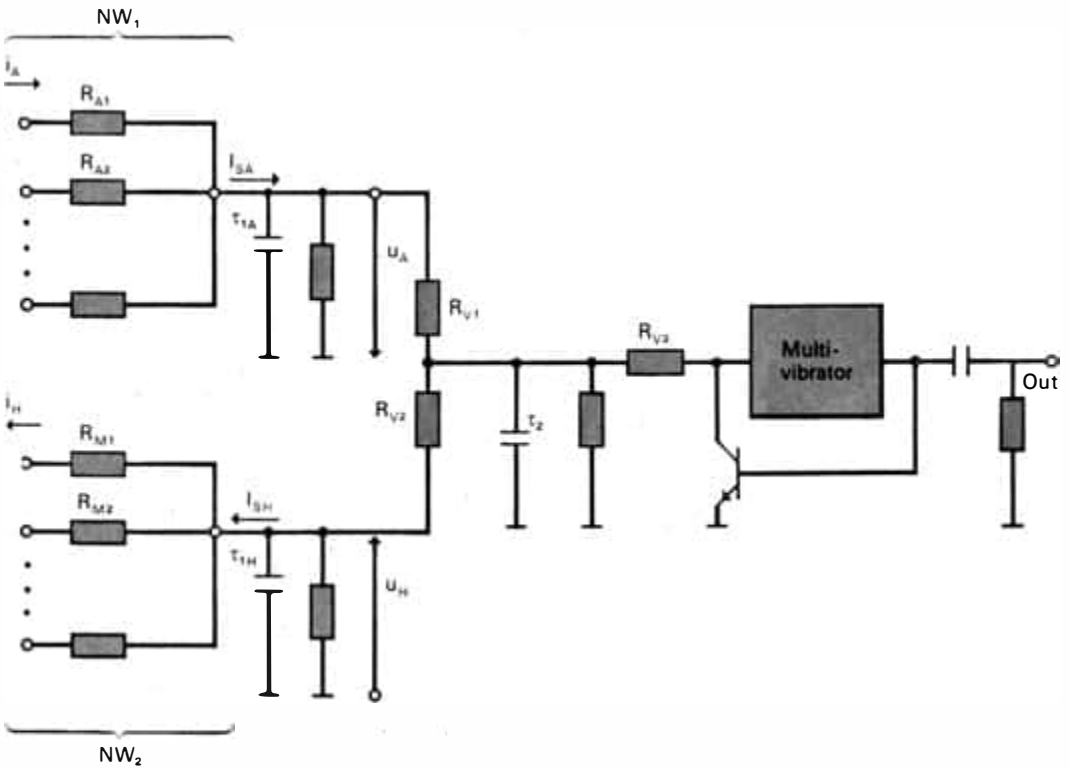 NW₁
i_A
R_A1
R_A2
I_SA
τ_1A
u_A
R_V1
R_V3
Multi-
vibrator
Out
R_V2
τ_2
i_H
R_M1
R_M2
I_SH
τ_1H
u_H
NW₂